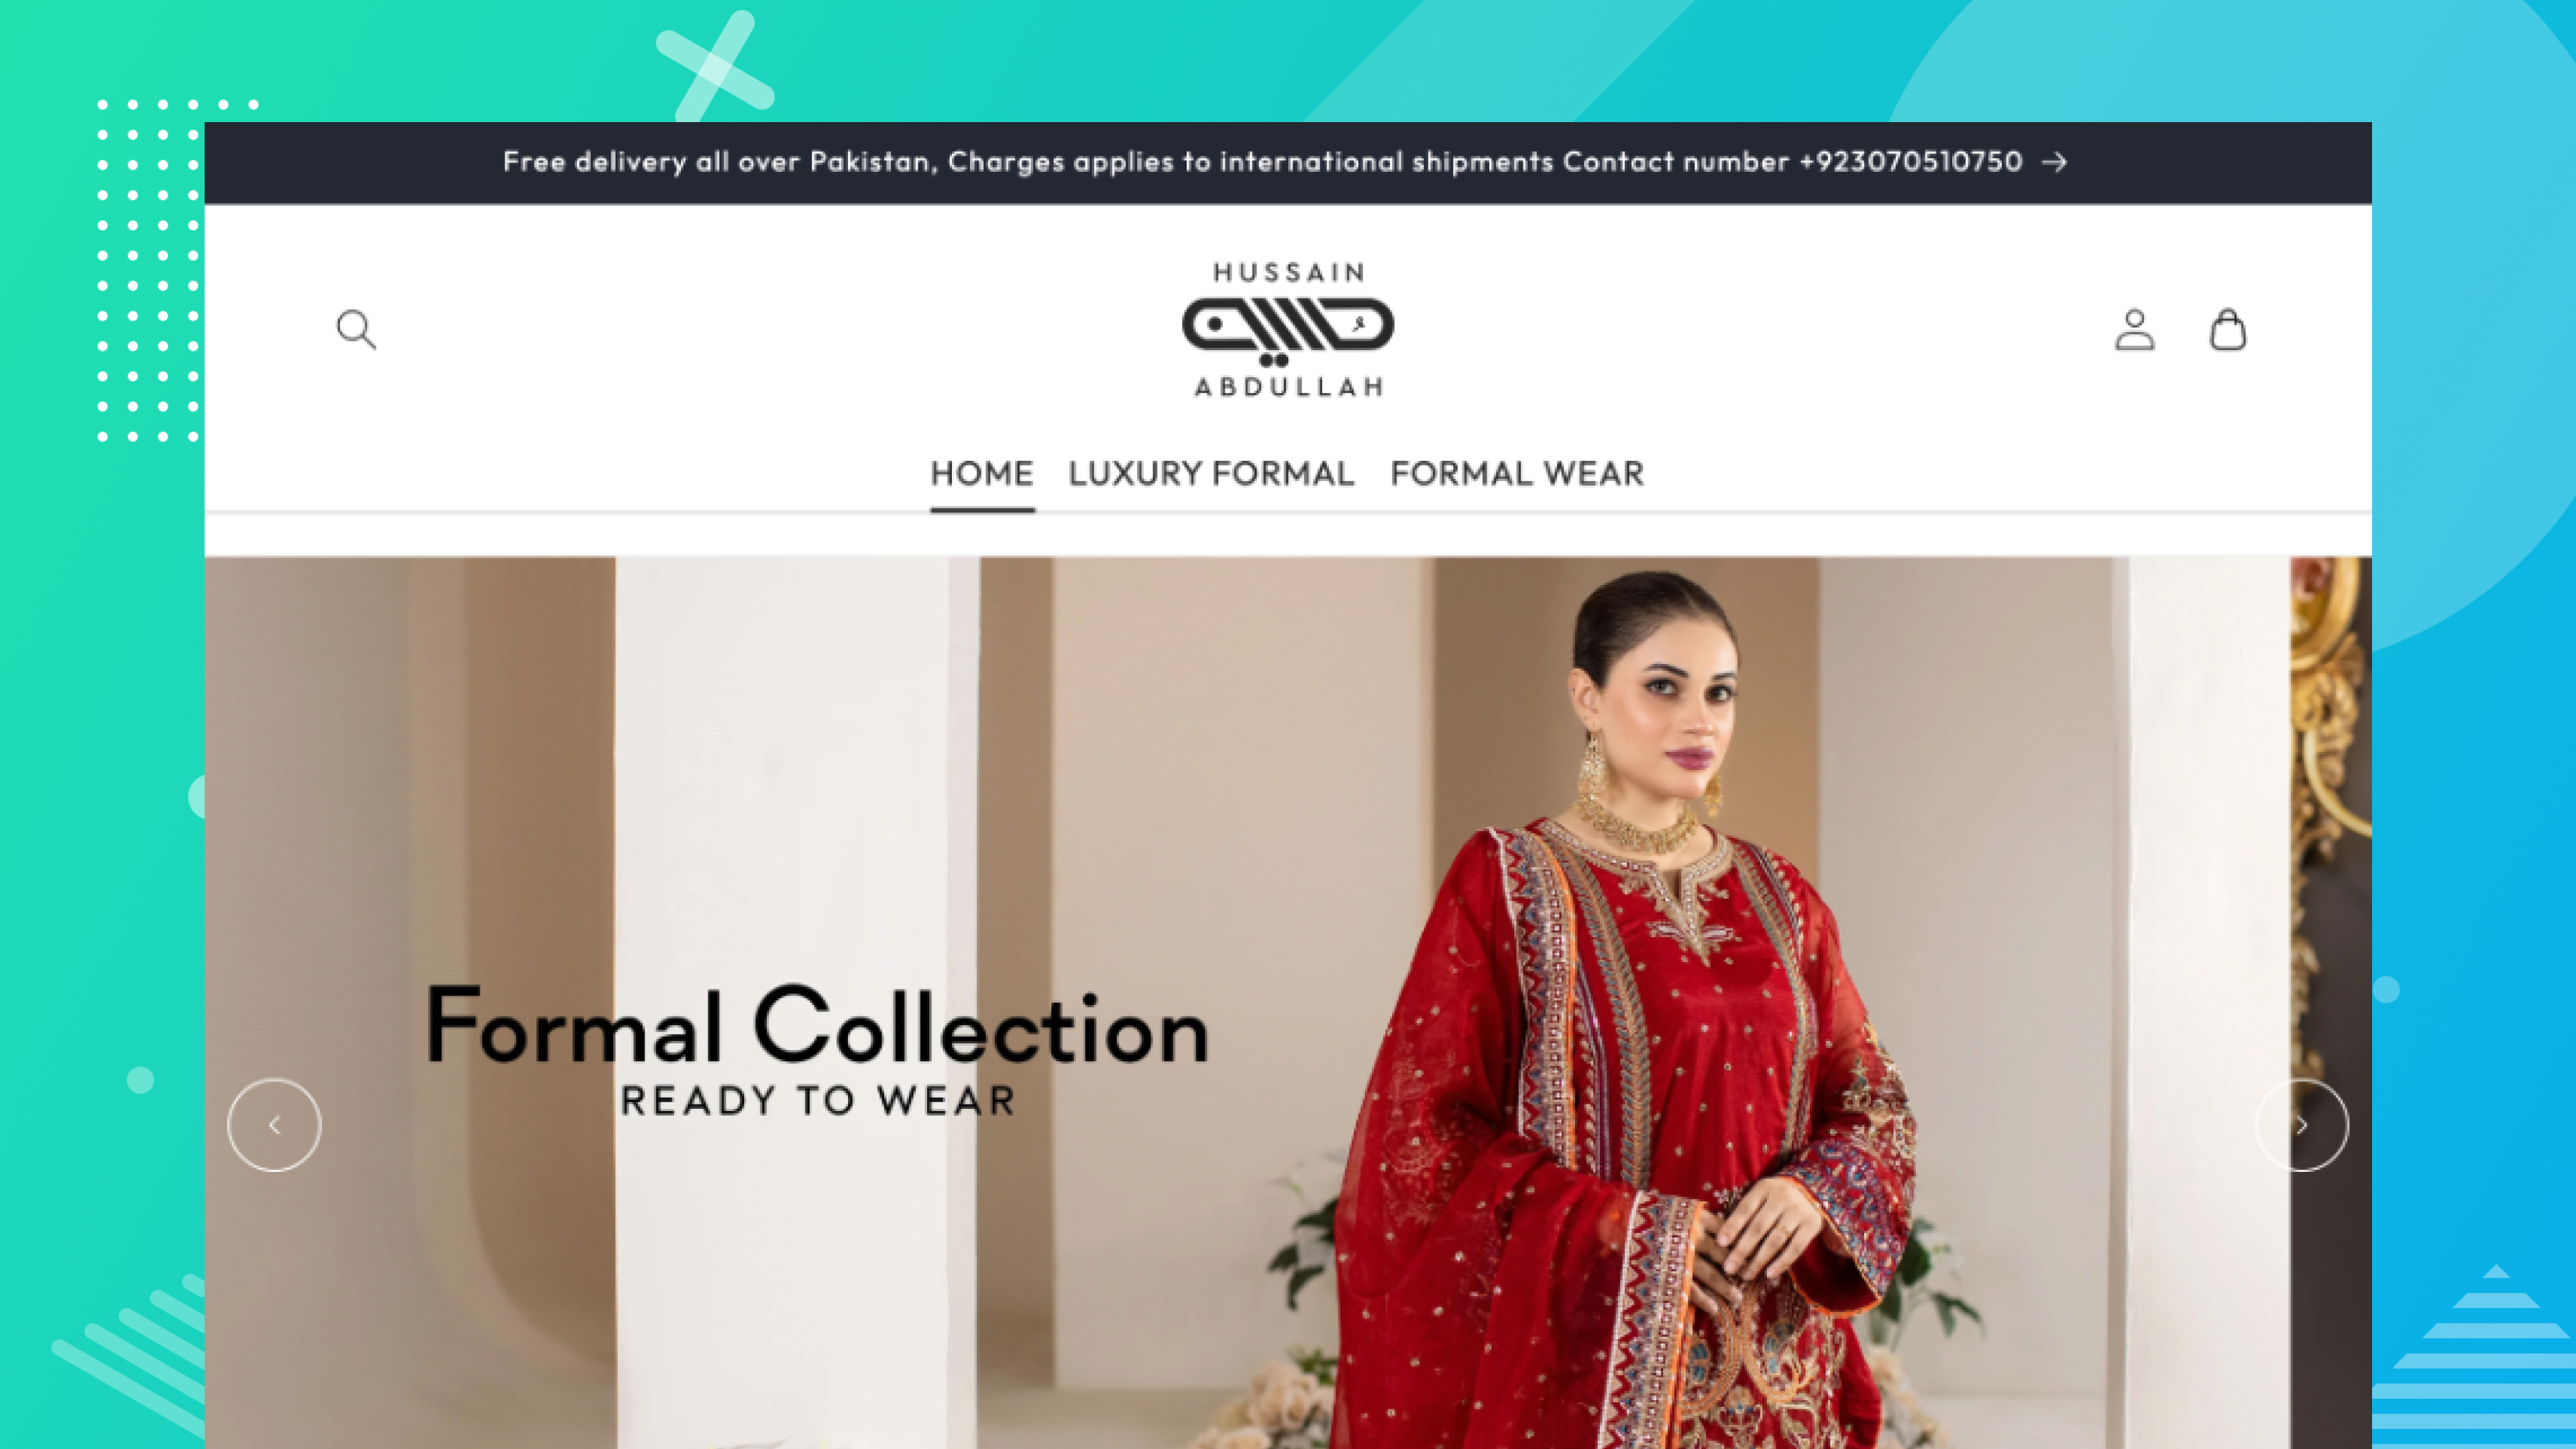 Free delivery all over Pakistan, Charges applies to international shipments Contact number +923070510750 →
HUSSAIN
حسین
ABDULLAH
HOME LUXURY FORMAL FORMAL WEAR
Formal Collection
READY TO WEAR